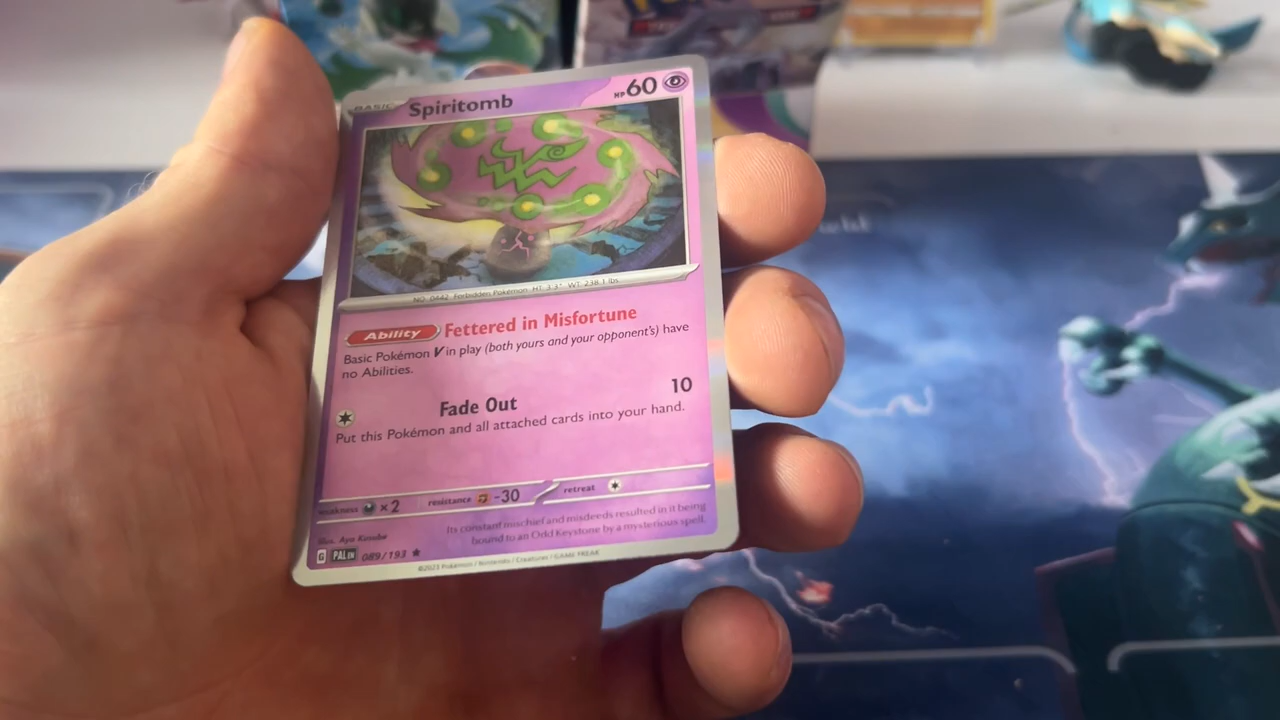 BASIC Spiritomb HP 60
NO. 0442 Forbidden Pokémon HT: 3'3" WT: 238.1 lbs.
Ability Fettered in Misfortune
Basic Pokémon V in play (both yours and your opponent's) have
no Abilities.
Fade Out 10
Put this Pokémon and all attached cards into your hand.
weakness ×2 resistance -30 retreat
Its constant mischief and misdeeds resulted in it being
bound to an Odd Keystone by a mysterious spell.
Illus. Aya Kusube
G PAL EN 089/193
©2023 Pokémon / Nintendo / Creatures / GAME FREAK